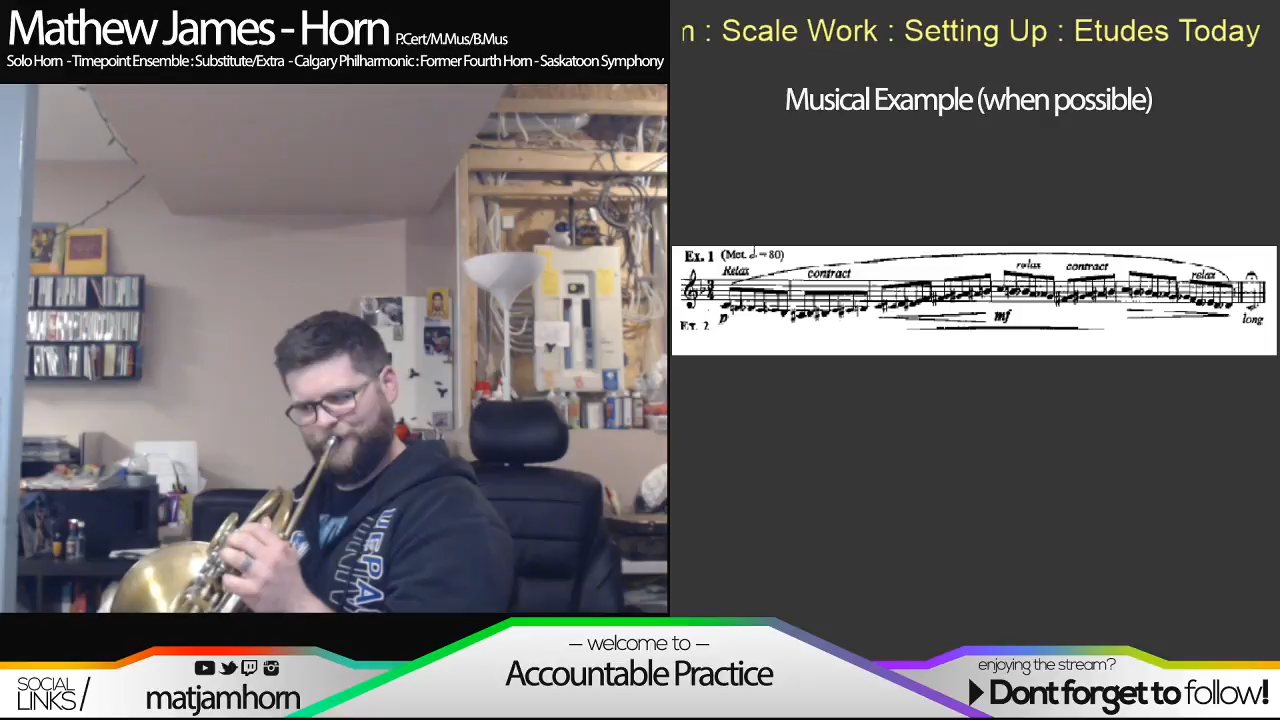 Mathew James - Horn P.Cert/M.Mus/B.Mus
Solo Horn - Timepoint Ensemble : Substitute/Extra - Calgary Philharmonic : Former Fourth Horn - Saskatoon Symphony
: Scale Work : Setting Up : Etudes Today
Musical Example (when possible)
Ex. 1 (Met. = 80)
Relax contract relax contract relax
p mf long
Ex. 2
— welcome to —
Accountable Practice
SOCIAL
LINKS /
matjamhorn
enjoying the stream?
Dont forget to follow!